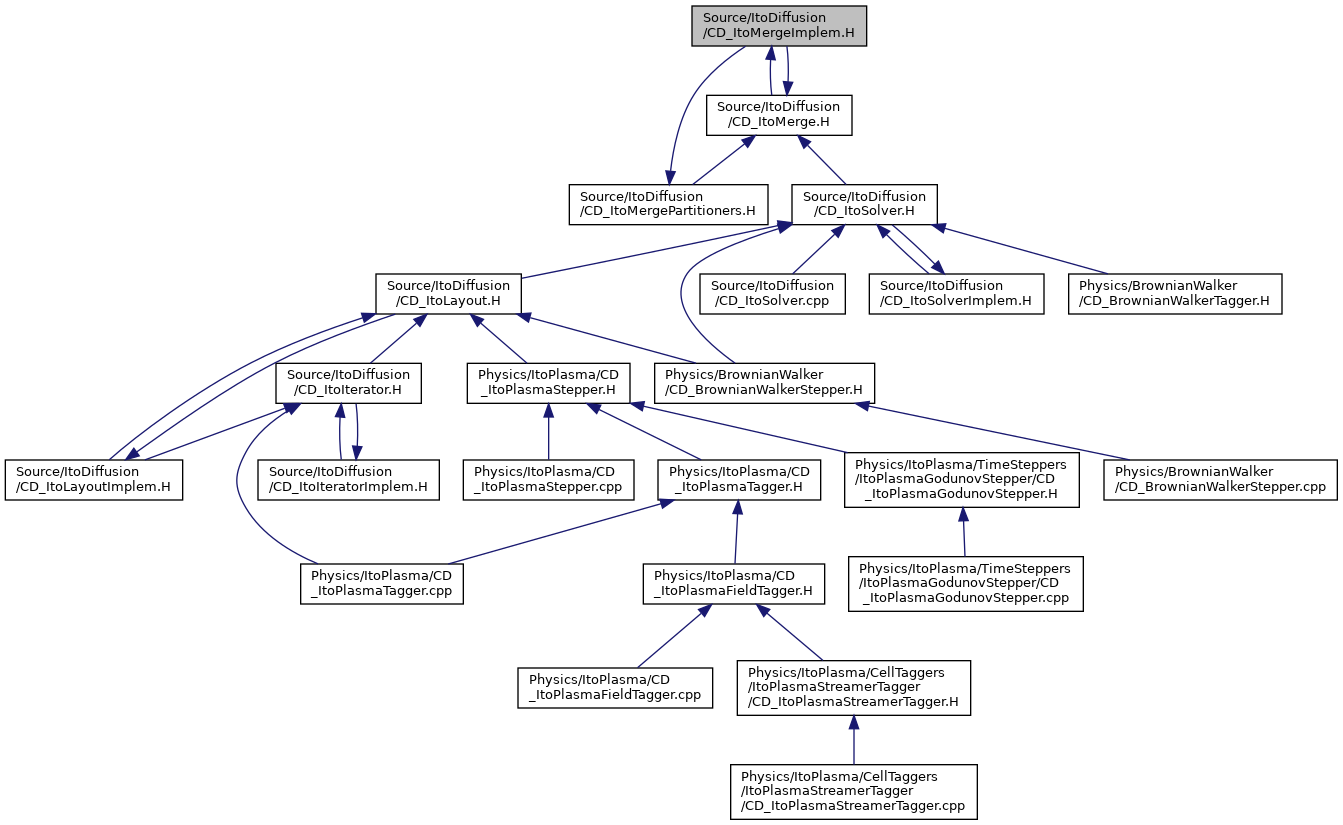 Source/ItoDiffusion
/CD_ItoMergeImplem.H
Source/ItoDiffusion
/CD_ItoMerge.H
Source/ItoDiffusion
/CD_ItoMergePartitioners.H
Source/ItoDiffusion
/CD_ItoSolver.H
Source/ItoDiffusion
/CD_ItoLayout.H
Source/ItoDiffusion
/CD_ItoSolver.cpp
Source/ItoDiffusion
/CD_ItoSolverImplem.H
Physics/BrownianWalker
/CD_BrownianWalkerTagger.H
Source/ItoDiffusion
/CD_ItoIterator.H
Physics/ItoPlasma/CD
_ItoPlasmaStepper.H
Physics/BrownianWalker
/CD_BrownianWalkerStepper.H
Source/ItoDiffusion
/CD_ItoLayoutImplem.H
Source/ItoDiffusion
/CD_ItoIteratorImplem.H
Physics/ItoPlasma/CD
_ItoPlasmaStepper.cpp
Physics/ItoPlasma/CD
_ItoPlasmaTagger.H
Physics/ItoPlasma/TimeSteppers
/ItoPlasmaGodunovStepper/CD
_ItoPlasmaGodunovStepper.H
Physics/BrownianWalker
/CD_BrownianWalkerStepper.cpp
Physics/ItoPlasma/CD
_ItoPlasmaTagger.cpp
Physics/ItoPlasma/CD
_ItoPlasmaFieldTagger.H
Physics/ItoPlasma/TimeSteppers
/ItoPlasmaGodunovStepper/CD
_ItoPlasmaGodunovStepper.cpp
Physics/ItoPlasma/CD
_ItoPlasmaFieldTagger.cpp
Physics/ItoPlasma/CellTaggers
/ItoPlasmaStreamerTagger
/CD_ItoPlasmaStreamerTagger.H
Physics/ItoPlasma/CellTaggers
/ItoPlasmaStreamerTagger
/CD_ItoPlasmaStreamerTagger.cpp